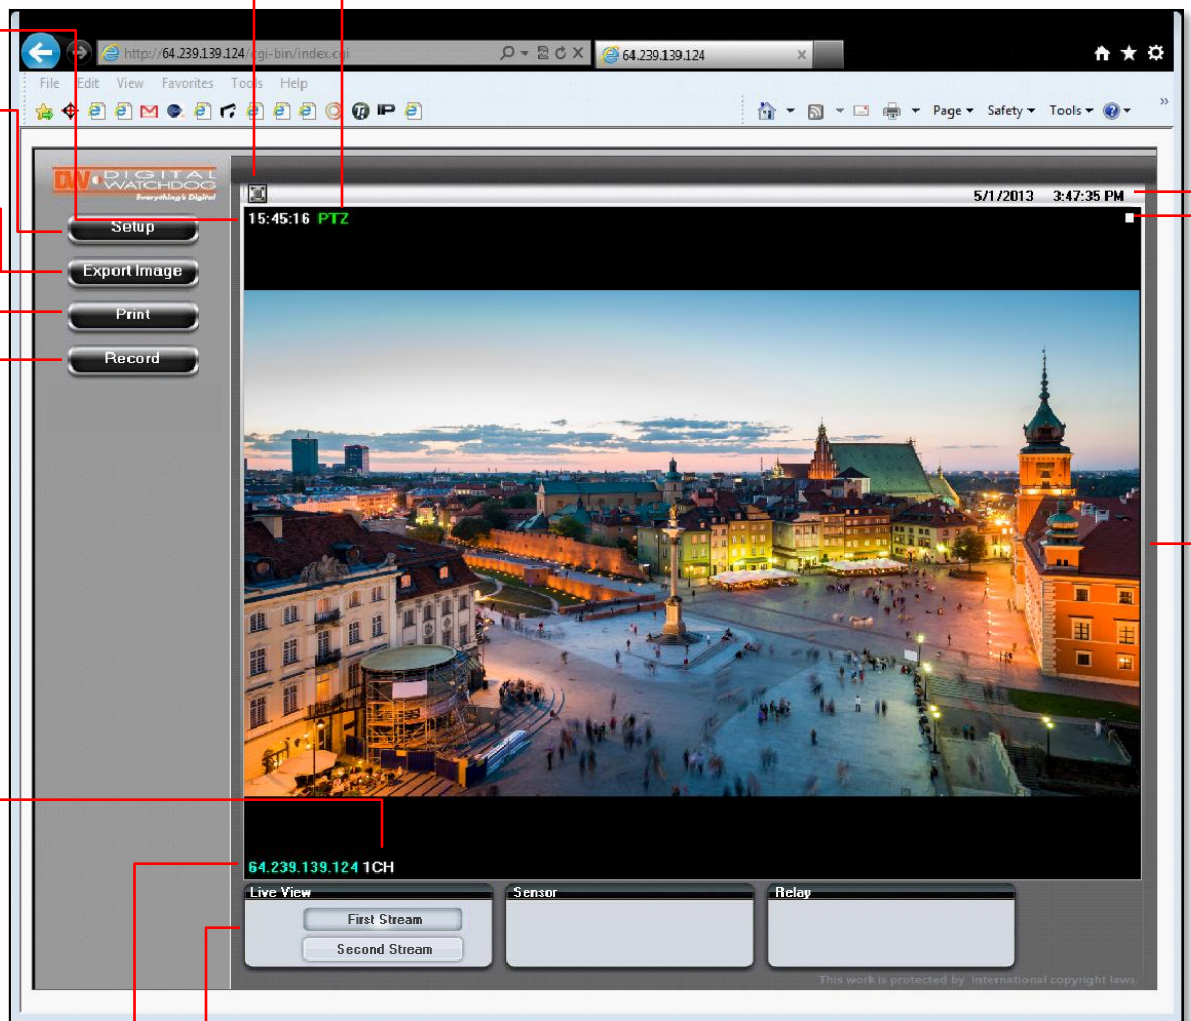 http://64.239.139.124/cgi-bin/index.cgi
64.239.139.124
File Edit View Favorites Tools Help
Page Safety Tools
DW DIGITAL
WATCHDOG
Everything's Digital
5/1/2013 3:47:35 PM
15:45:16 PTZ
Setup
Export Image
Print
Record
64.239.139.124 1CH
Live View
Sensor
Relay
First Stream
Second Stream
This work is protected by international copyright laws.